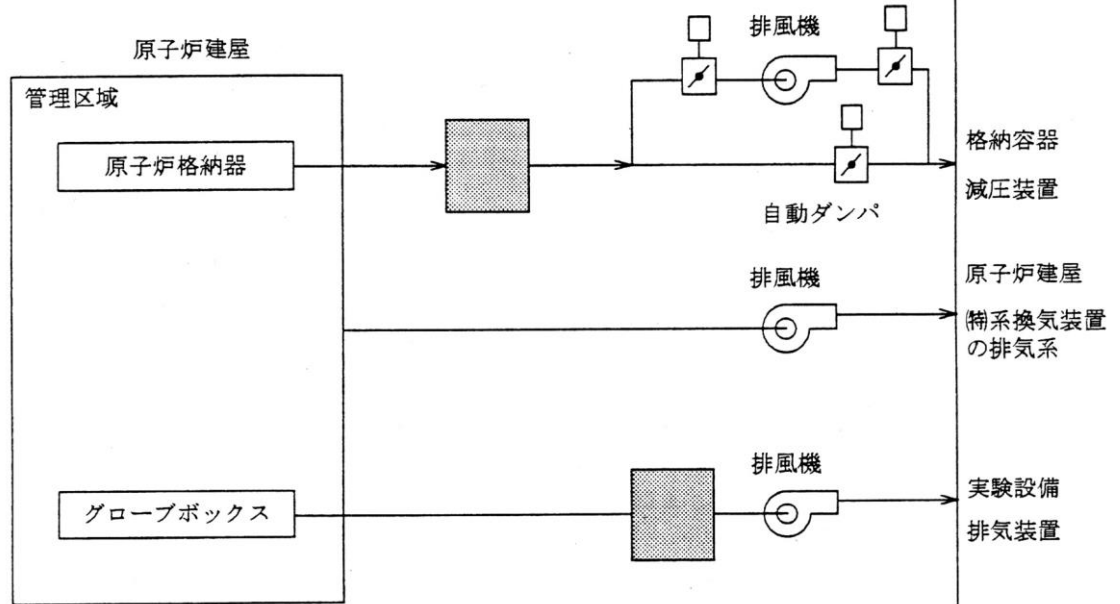 原子炉建屋
管理区域
原子炉格納器
排風機
自動ダンパ
格納容器
減圧装置
排風機
原子炉建屋
㈵系換気装置
の排気系
グローブボックス
排風機
実験設備
排気装置